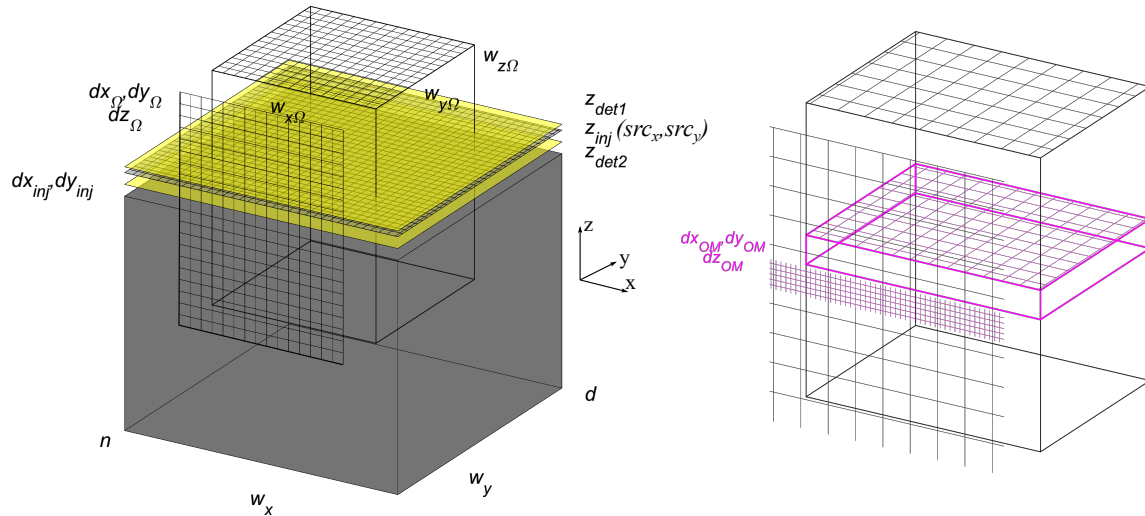 w_zΩ
w_yΩ
dx_Ω,dy_Ω
dz_Ω
w_xΩ
z_det1
z_inj (src_x,src_y)
z_det2
dx_inj,dy_inj
z
y
x
dx_OM,dy_OM
dz_OM
d
n
w_y
w_x